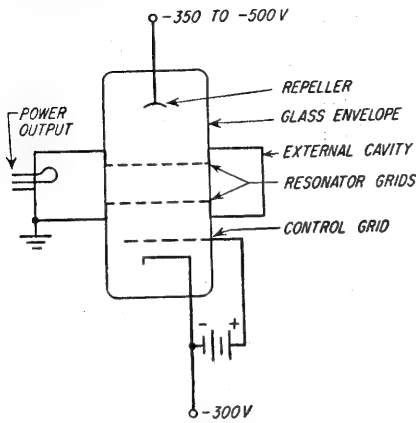 -350 TO -500V
REPELLER
GLASS ENVELOPE
POWER
OUTPUT
EXTERNAL CAVITY
RESONATOR GRIDS
CONTROL GRID
- +
-300V